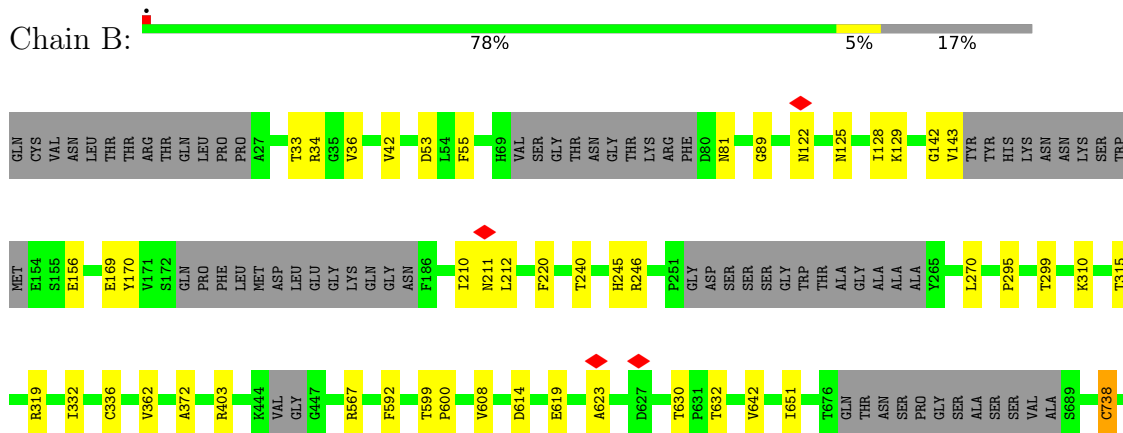 Chain B:
78% 5% 17%
GLN CYS VAL ASN LEU THR THR ARG THR GLN LEU PRO PRO A27 T33 R34 G35 V36 V42 D53 L54 F55 H69 VAL SER GLY THR ASN GLY THR LYS ARG PHE D80 N81 G89 N122 N125 I128 K129 G142 V143 TYR TYR HIS LYS ASN ASN LYS SER TRP
MET E154 S155 E156 E169 Y170 V171 S172 GLN PRO PHE LEU MET ASP LEU GLU GLY LYS GLN GLY ASN F186 I210 N211 L212 F220 T240 H245 R246 P251 GLY ASP SER SER SER GLY TRP THR ALA GLY ALA ALA ALA ALA Y265 L270 P295 T299 K310 T315
R319 I332 C336 V362 A372 R403 K444 VAL GLY G447 R567 F592 T599 P600 V608 D614 E619 A623 D627 T630 P631 T632 V642 I651 T676 GLN THR ASN SER PRO GLY SER ALA SER SER VAL ALA S689 C738